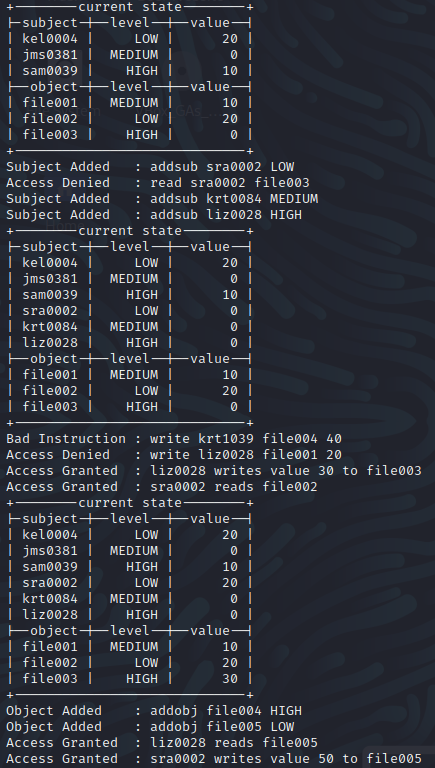 +--------current state--------+
|--subject-+--level--+--value--|
| kel0004 | LOW | 20 |
| jms0381 | MEDIUM | 0 |
| sam0039 | HIGH | 10 |
|--object--+--level--+--value--|
| file001 | MEDIUM | 10 |
| file002 | LOW | 20 |
| file003 | HIGH | 0 |
+-----------------------------+
Subject Added : addsub sra0002 LOW
Access Denied : read sra0002 file003
Subject Added : addsub krt0084 MEDIUM
Subject Added : addsub liz0028 HIGH
+--------current state--------+
|--subject-+--level--+--value--|
| kel0004 | LOW | 20 |
| jms0381 | MEDIUM | 0 |
| sam0039 | HIGH | 10 |
| sra0002 | LOW | 0 |
| krt0084 | MEDIUM | 0 |
| liz0028 | HIGH | 0 |
|--object--+--level--+--value--|
| file001 | MEDIUM | 10 |
| file002 | LOW | 20 |
| file003 | HIGH | 0 |
+-----------------------------+
Bad Instruction : write krt1039 file004 40
Access Denied : write liz0028 file001 20
Access Granted : liz0028 writes value 30 to file003
Access Granted : sra0002 reads file002
+--------current state--------+
|--subject-+--level--+--value--|
| kel0004 | LOW | 20 |
| jms0381 | MEDIUM | 0 |
| sam0039 | HIGH | 10 |
| sra0002 | LOW | 20 |
| krt0084 | MEDIUM | 0 |
| liz0028 | HIGH | 0 |
|--object--+--level--+--value--|
| file001 | MEDIUM | 10 |
| file002 | LOW | 20 |
| file003 | HIGH | 30 |
+-----------------------------+
Object Added : addobj file004 HIGH
Object Added : addobj file005 LOW
Access Granted : liz0028 reads file005
Access Granted : sra0002 writes value 50 to file005